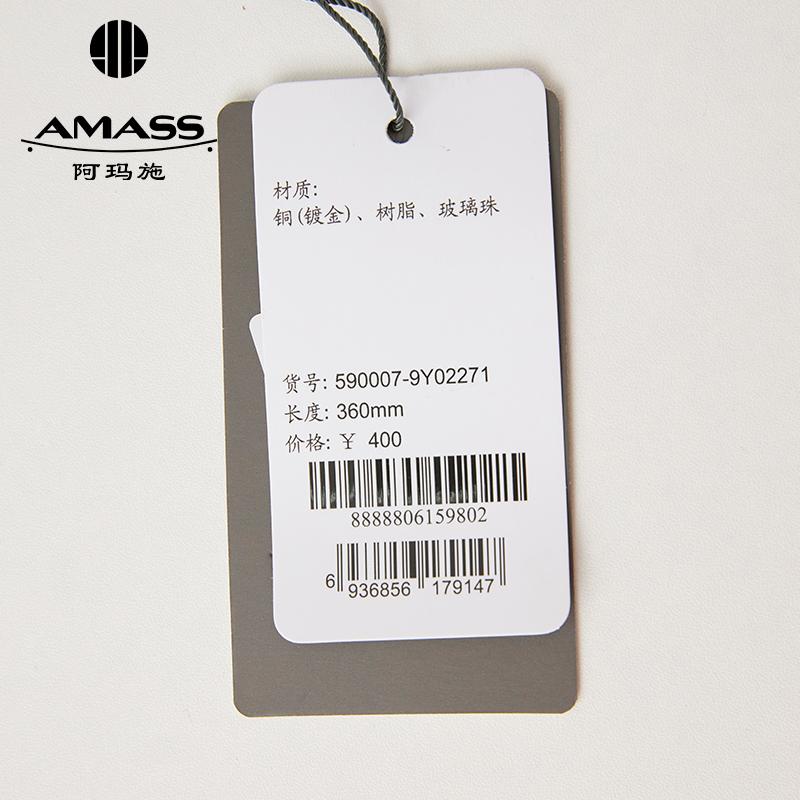 AMASS
阿玛施
材质:
铜(镀金)、树脂、玻璃珠
货号: 590007-9Y02271
长度: 360mm
价格: ￥ 400
8888806159802
6 936856 179147